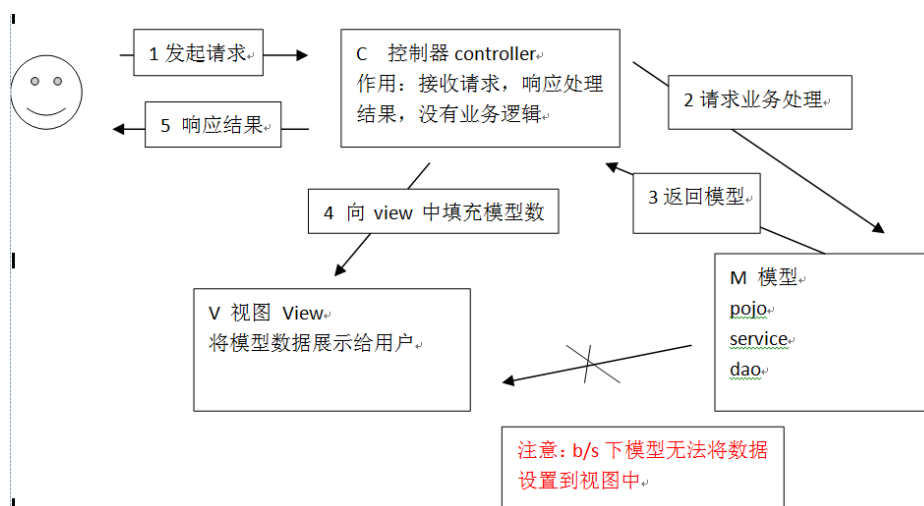 1 发起请求
C 控制器 controller
作用：接收请求，响应处理
结果，没有业务逻辑
2 请求业务处理
5 响应结果
3 返回模型
4 向 view 中填充模型数
M 模型
pojo
service
dao
V 视图 View
将模型数据展示给用户
注意：b/s 下模型无法将数据
设置到视图中